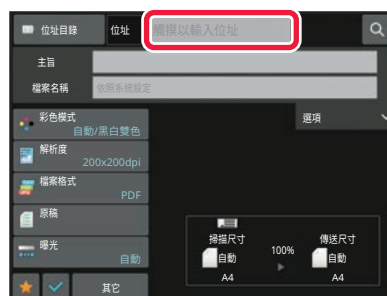 位址目錄 位址 觸摸以輸入位址
主旨
檔案名稱 依照系統設定
彩色模式 選項
自動/黑白雙色
解析度
200x200dpi
檔案格式
PDF
原稿
掃描尺寸 100% 傳送尺寸
曝光
自動 自動 自動
A4 A4
其它